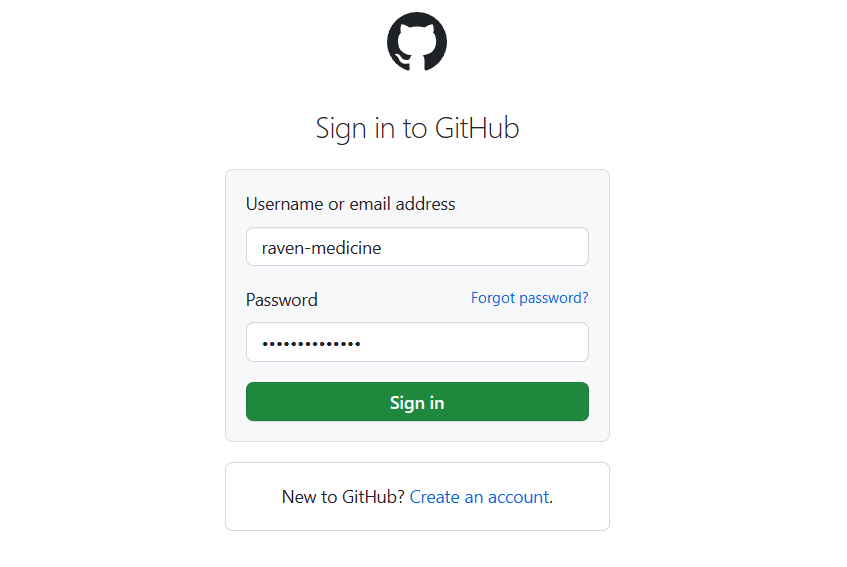 Sign in to GitHub
Username or email address
raven-medicine
Password Forgot password?
••••••••••••••
Sign in
New to GitHub? Create an account.